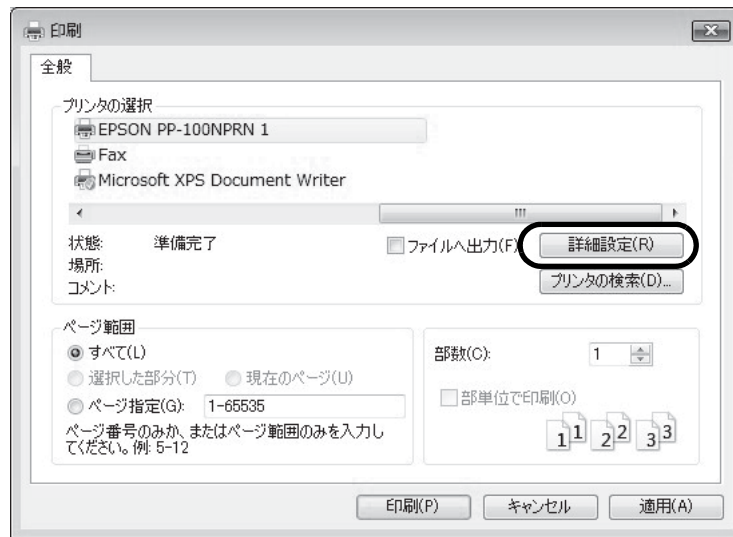 印刷
全般
プリンタの選択
EPSON PP-100NPRN 1
Fax
Microsoft XPS Document Writer
状態: 準備完了
ファイルへ出力(F) 詳細設定(R)
場所:
コメント: プリンタの検索(D)...
ページ範囲
すべて(L)
選択した部分(T) 現在のページ(U)
ページ指定(G): 1-65535
ページ番号のみか、またはページ範囲のみを入力し
てください。例: 5-12
部数(C): 1
部単位で印刷(O)
1 1 2 2 3 3
印刷(P) キャンセル 適用(A)